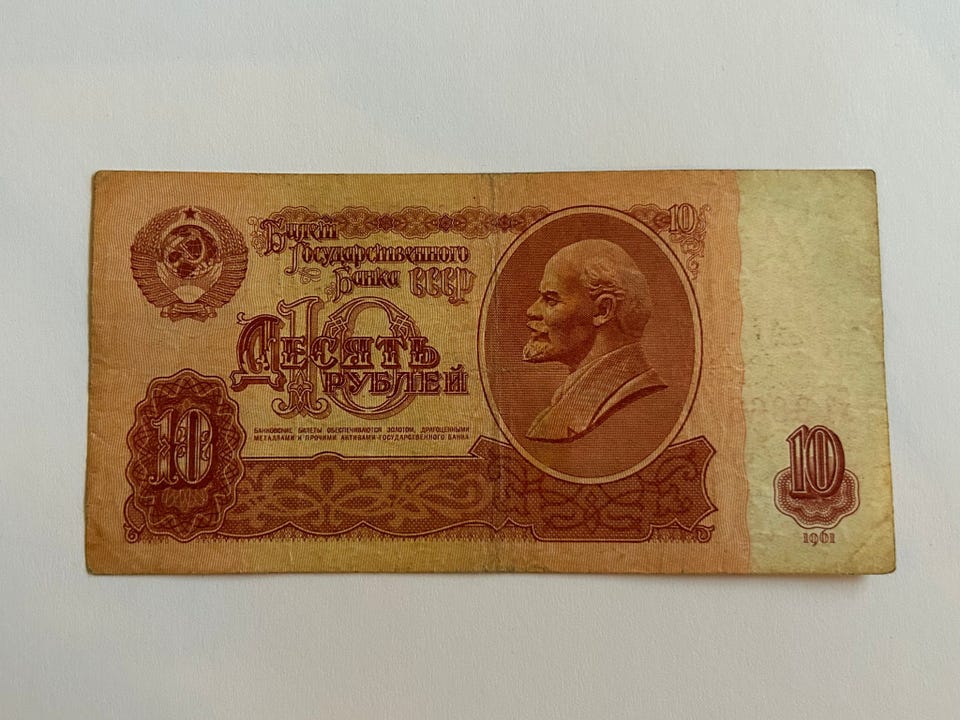 Билет
Государственного
Банка СССР
10
10
ДЕСЯТЬ
РУБЛЕЙ
БАНКОВСКИЕ БИЛЕТЫ ОБЕСПЕЧИВАЮТСЯ ЗОЛОТОМ, ДРАГОЦЕННЫМИ
МЕТАЛЛАМИ И ПРОЧИМИ АКТИВАМИ ГОСУДАРСТВЕННОГО БАНКА
10
10
1961